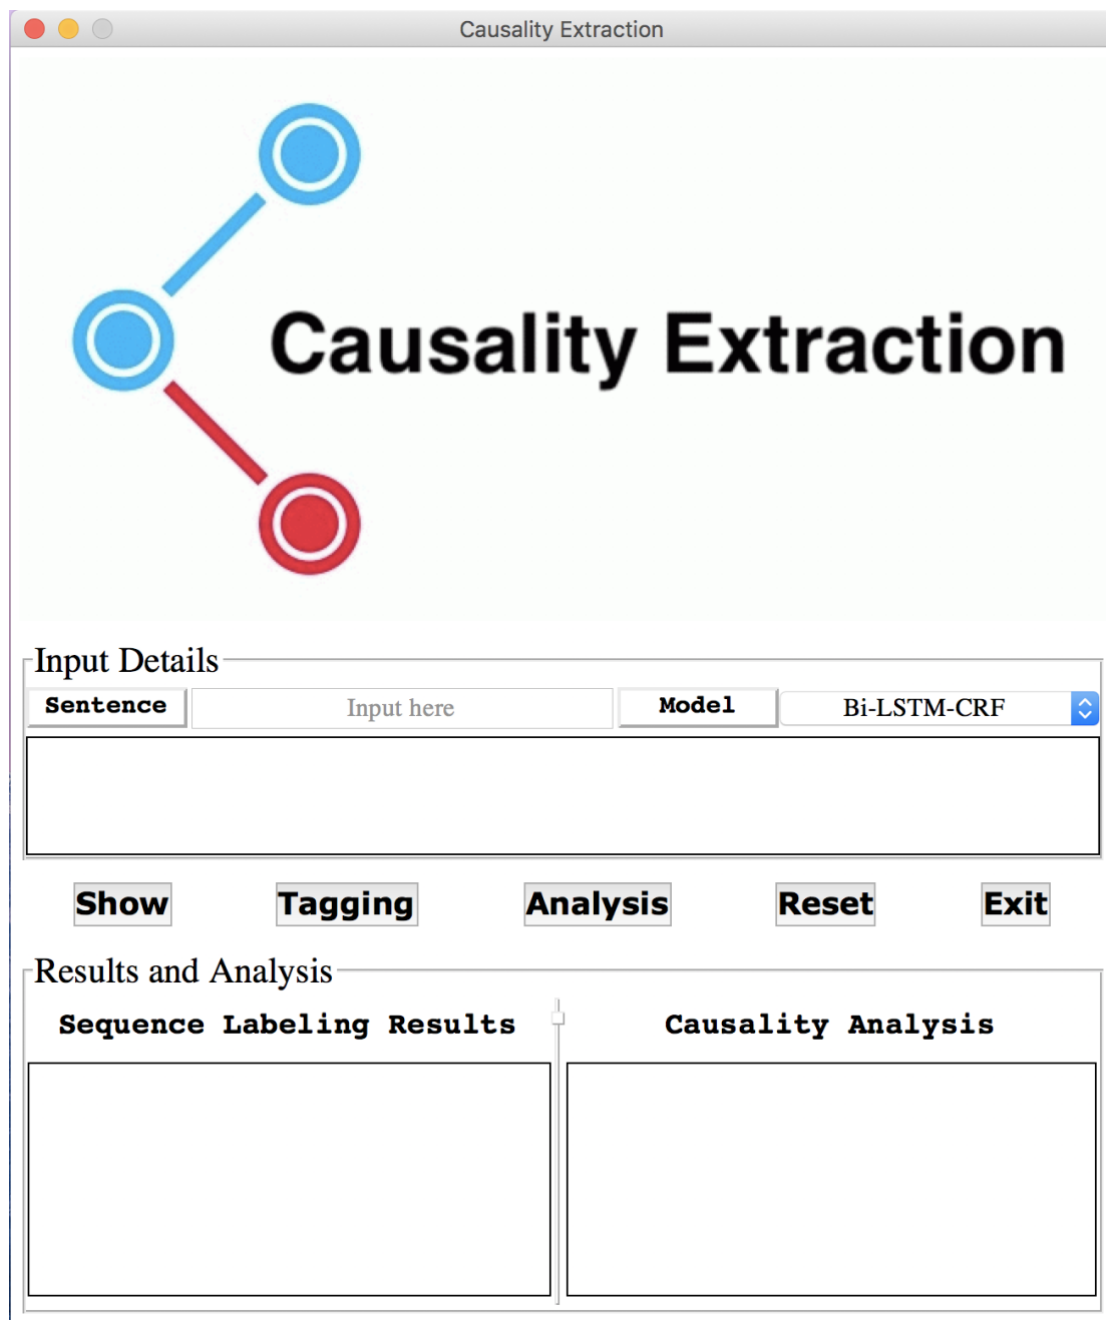 Causality Extraction
Causality Extraction
Input Details
Sentence Input here Model Bi-LSTM-CRF
Show Tagging Analysis Reset Exit
Results and Analysis
Sequence Labeling Results Causality Analysis